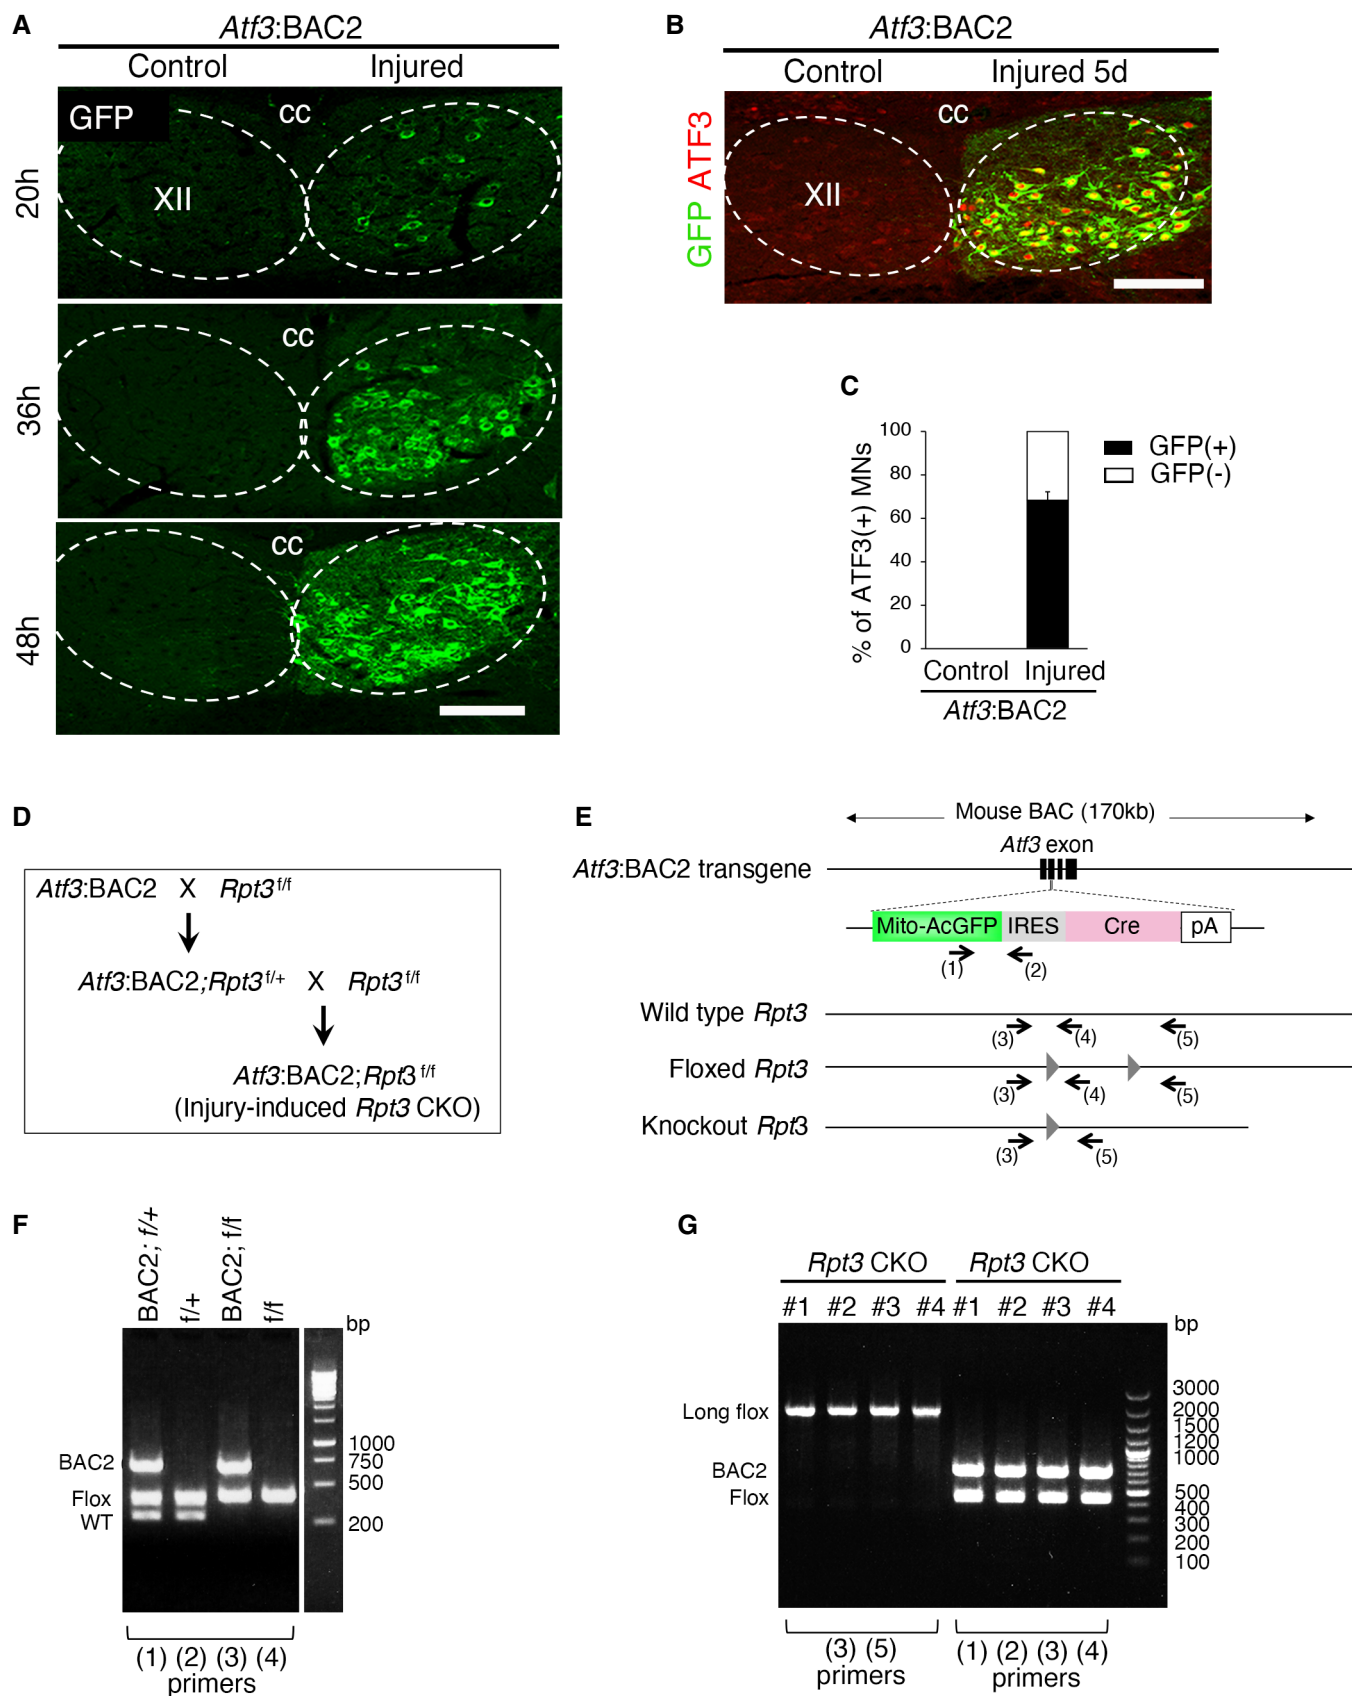 A
Atf3:BAC2
Control Injured
GFP
cc
XII
20h
cc
36h
cc
48h
B
Atf3:BAC2
Control Injured 5d
cc
XII
GFP ATF3
C
% of ATF3(+) MNs
100
80
60
40
20
0
GFP(+)
GFP(-)
Control Injured
Atf3:BAC2
D
Atf3:BAC2 X Rpt3 f/f
Atf3:BAC2;Rpt3 f/+ X Rpt3 f/f
Atf3:BAC2;Rpt3 f/f
(Injury-induced Rpt3 CKO)
E
Mouse BAC (170kb)
Atf3 exon
Atf3:BAC2 transgene
Mito-AcGFP IRES Cre pA
(1) (2)
Wild type Rpt3
(3) (4) (5)
Floxed Rpt3
(3) (4) (5)
Knockout Rpt3
(3) (5)
F
BAC2; f/+
f/+
BAC2; f/f
f/f
bp
1000
750
500
200
BAC2
Flox
WT
(1) (2) (3) (4)
primers
G
Rpt3 CKO Rpt3 CKO
#1 #2 #3 #4 #1 #2 #3 #4
bp
Long flox
BAC2
Flox
3000
2000
1500
1200
1000
500
400
300
200
100
(3) (5)
primers
(1) (2) (3) (4)
primers